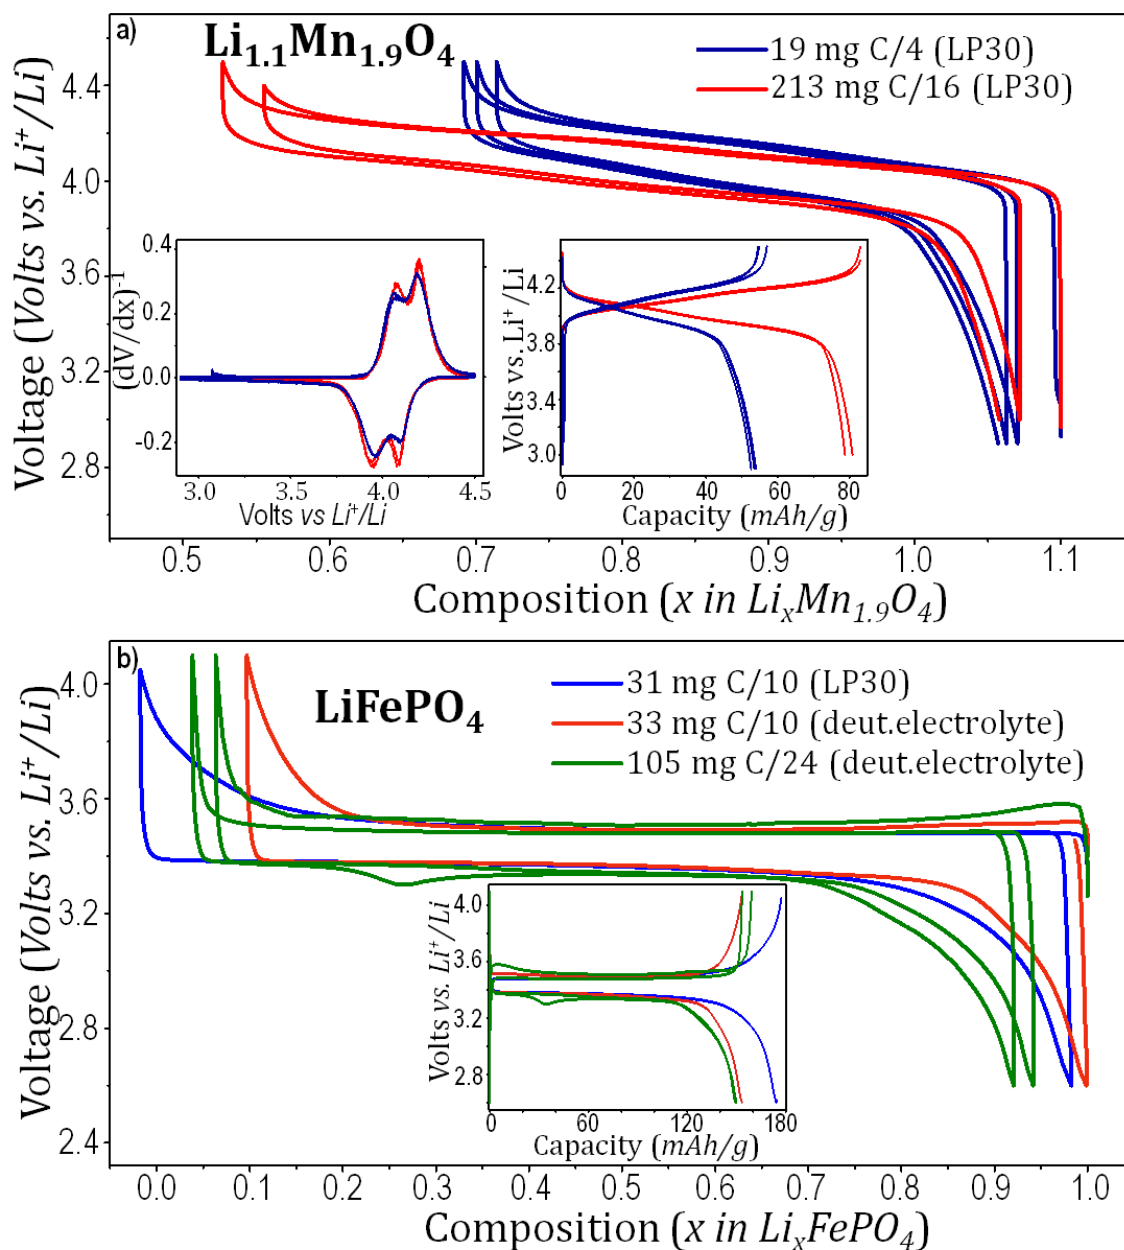 a)
Li1.1Mn1.9O4
19 mg C/4 (LP30)
213 mg C/16 (LP30)
Voltage (Volts vs. Li+/Li)
4.4
4.0
3.6
3.2
2.8
(dV/dx)-1
0.4
0.2
0.0
-0.2
3.0 3.5 4.0 4.5
Volts vs Li+/Li
Volts vs. Li+/Li
4.2
3.8
3.4
3.0
0 20 40 60 80
Capacity (mAh/g)
0.5 0.6 0.7 0.8 0.9 1.0 1.1
Composition (x in LixMn1.9O4)
b)
LiFePO4
31 mg C/10 (LP30)
33 mg C/10 (deut.electrolyte)
105 mg C/24 (deut.electrolyte)
Voltage (Volts vs. Li+/Li)
4.0
3.6
3.2
2.8
2.4
Volts vs. Li+/Li
4.0
3.6
3.2
2.8
0 60 120 180
Capacity (mAh/g)
0.0 0.1 0.2 0.3 0.4 0.5 0.6 0.7 0.8 0.9 1.0
Composition (x in LixFePO4)